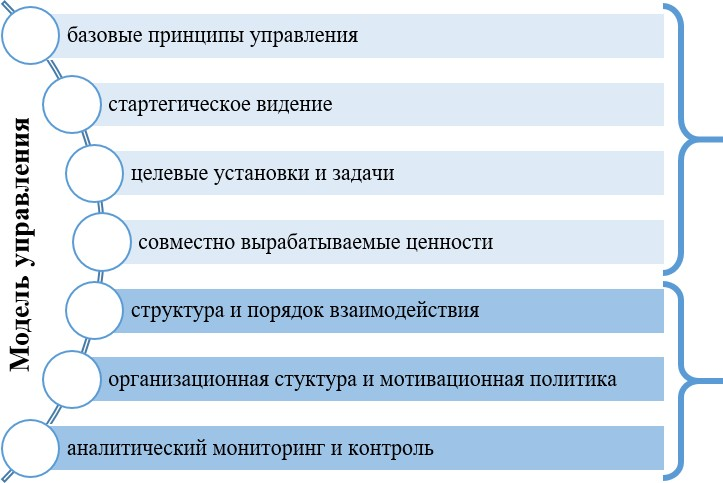 Модель управления
базовые принципы управления
стартегическое видение
целевые установки и задачи
совместно вырабатываемые ценности
структура и порядок взаимодействия
организационная стуктура и мотивационная политика
аналитический мониторинг и контроль